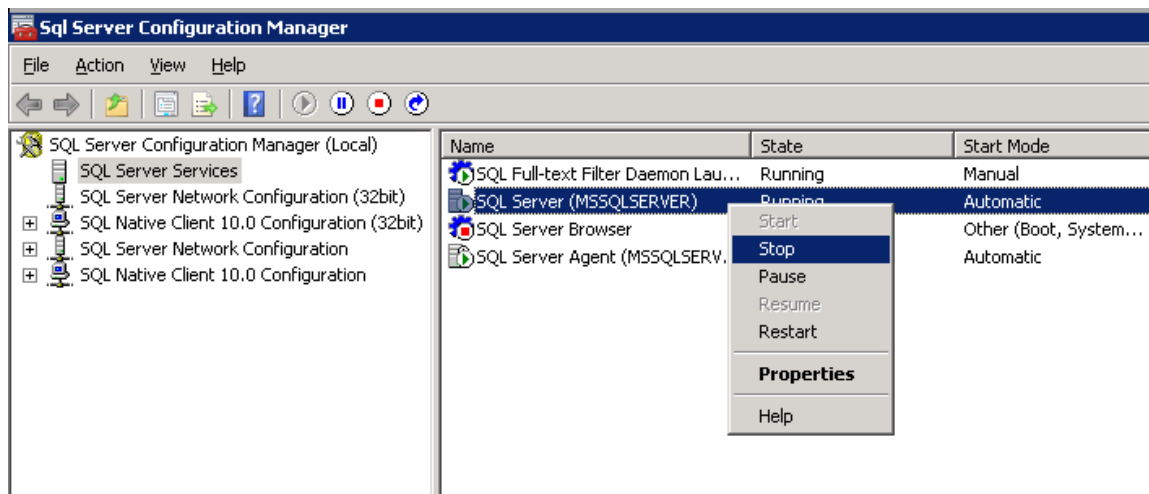 Sql Server Configuration Manager
File Action View Help
SQL Server Configuration Manager (Local)
SQL Server Services
SQL Server Network Configuration (32bit)
SQL Native Client 10.0 Configuration (32bit)
SQL Server Network Configuration
SQL Native Client 10.0 Configuration
Name State Start Mode
SQL Full-text Filter Daemon Lau... Running Manual
SQL Server (MSSQLSERVER) Running Automatic
SQL Server Browser Other (Boot, System...
SQL Server Agent (MSSQLSERV. Automatic
Start
Stop
Pause
Resume
Restart
Properties
Help